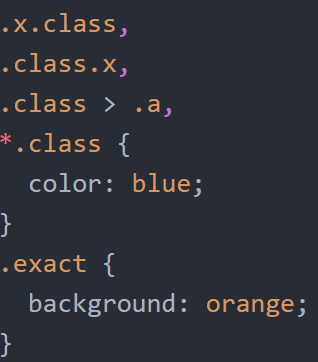 .x.class,
.class.x,
.class > .a,
*.class {
  color: blue;
}
.exact {
  background: orange;
}